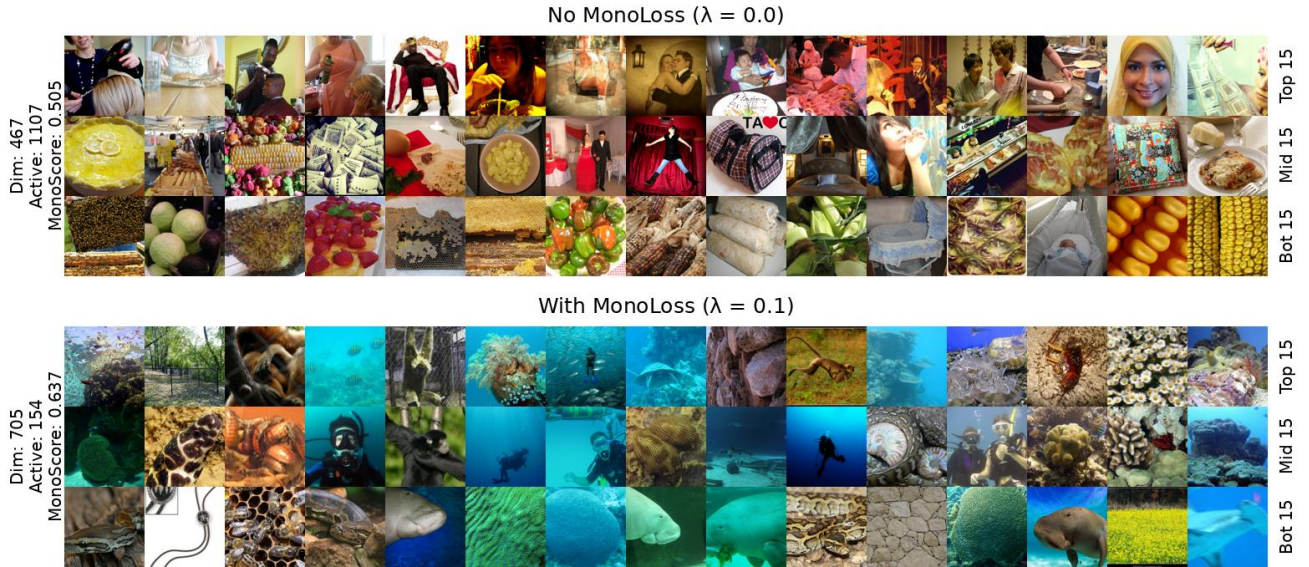 No MonoLoss (λ = 0.0)
Dim: 467
Active: 1107
MonoScore: 0.505
Top 15
Mid 15
Bot 15
TA❤C
With MonoLoss (λ = 0.1)
Dim: 705
Active: 154
MonoScore: 0.637
Top 15
Mid 15
Bot 15